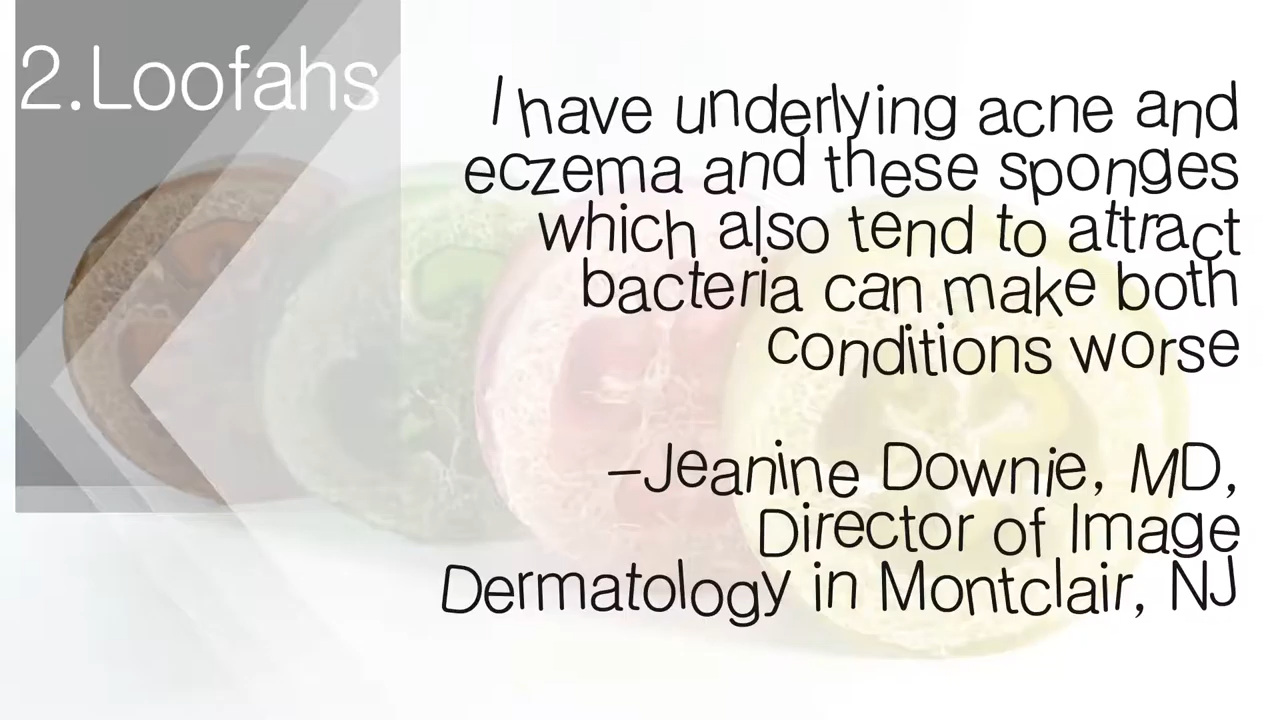 2.Loofahs
I have underlying acne and
eczema and these sponges
which also tend to attract
bacteria can make both
conditions worse
–Jeanine Downie, MD,
Director of Image
Dermatology in Montclair, NJ